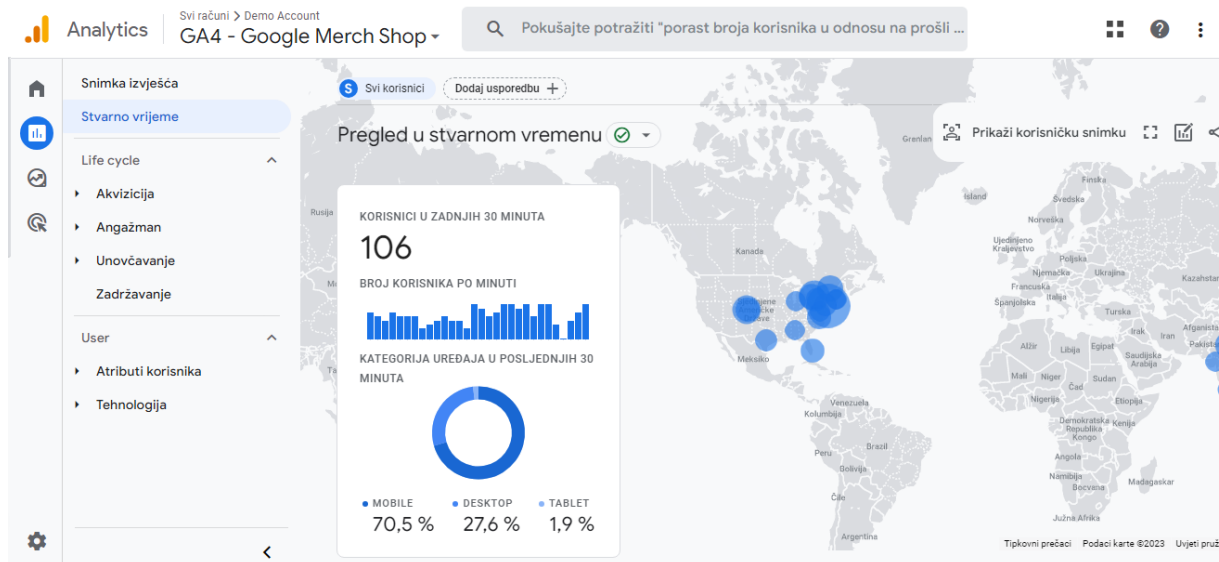 Analytics
Svi računi > Demo Account
GA4 - Google Merch Shop
Pokušajte potražiti "porast broja korisnika u odnosu na prošli ...
Snimka izvješća
Stvarno vrijeme
Life cycle
Akvizicija
Angažman
Unovčavanje
Zadržavanje
User
Atributi korisnika
Tehnologija
S Svi korisnici
Dodaj usporedbu +
Pregled u stvarnom vremenu
Prikaži korisničku snimku
KORISNICI U ZADNJIH 30 MINUTA
106
BROJ KORISNIKA PO MINUTI
KATEGORIJA UREĐAJA U POSLJEDNJIH 30
MINUTA
MOBILE DESKTOP TABLET
70,5 % 27,6 % 1,9 %
Rusija
Kanada
Meksiko
Venezuela
Kolumbija
Brazil
Peru
Bolivija
Čile
Argentina
Grenlan
Island
Finska
Švedska
Norveška
Ujedinjeno
Kraljevstvo
Poljska
Njemačka
Ukrajina
Kazahstan
Francuska
Španjolska
Italija
Turska
Irak
Iran
Afganista
Pakista
Alžir
Libija
Egipat
Saudijska
Arabija
Mali
Niger
Čad
Sudan
Nigerija
Etiopija
Demokratska
Republika
Kongo
Kenija
Angola
Namibija
Bocvana
Madagaskar
Južna Afrika
Tipkovni prečaci Podaci karte ©2023 Uvjeti pruž